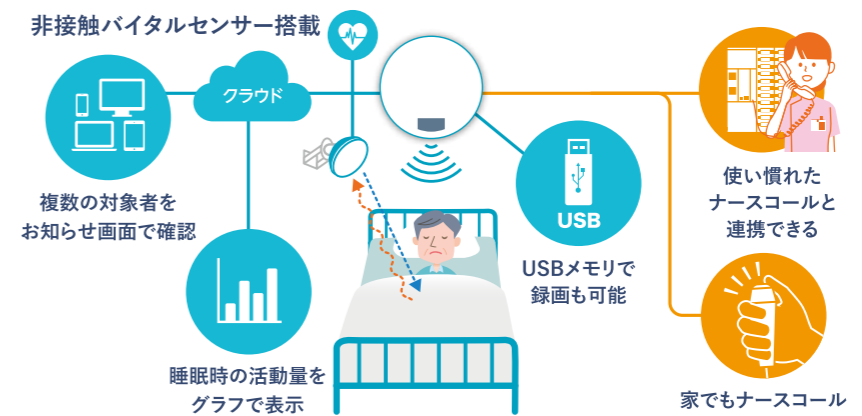 非接触バイタルセンサー搭載
クラウド
複数の対象者を
お知らせ画面で確認
睡眠時の活動量を
グラフで表示
USB
USBメモリで
録画も可能
使い慣れた
ナースコールと
連携できる
家でもナースコール